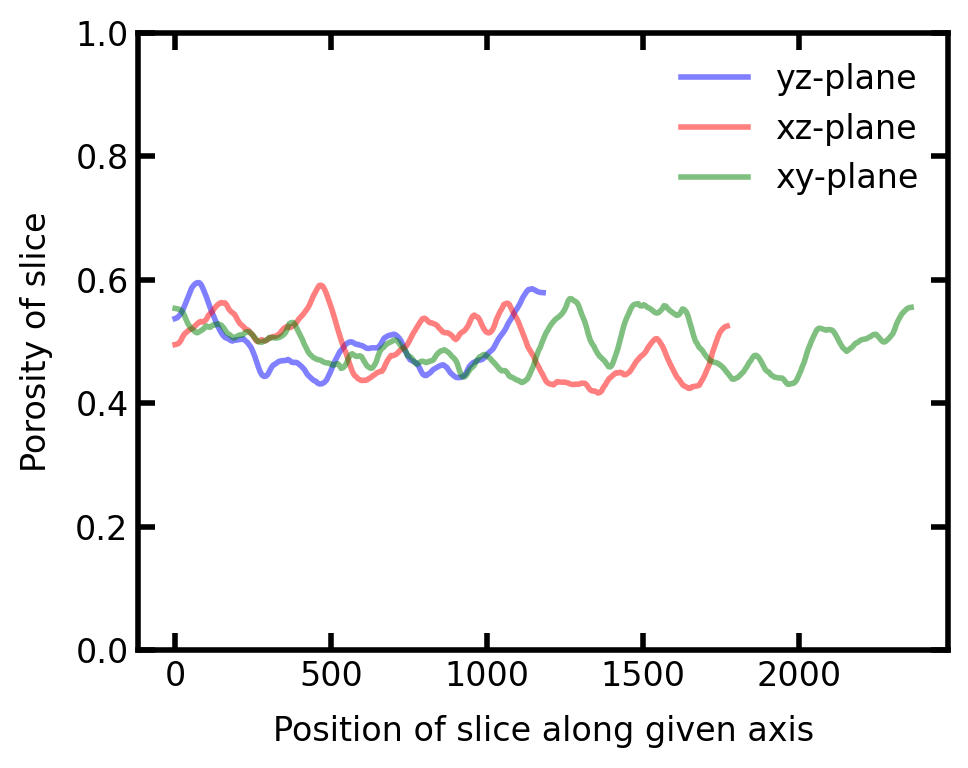 1.0
0.8
0.6
0.4
0.2
0.0
Porosity of slice
yz-plane
xz-plane
xy-plane
0 500 1000 1500 2000
Position of slice along given axis